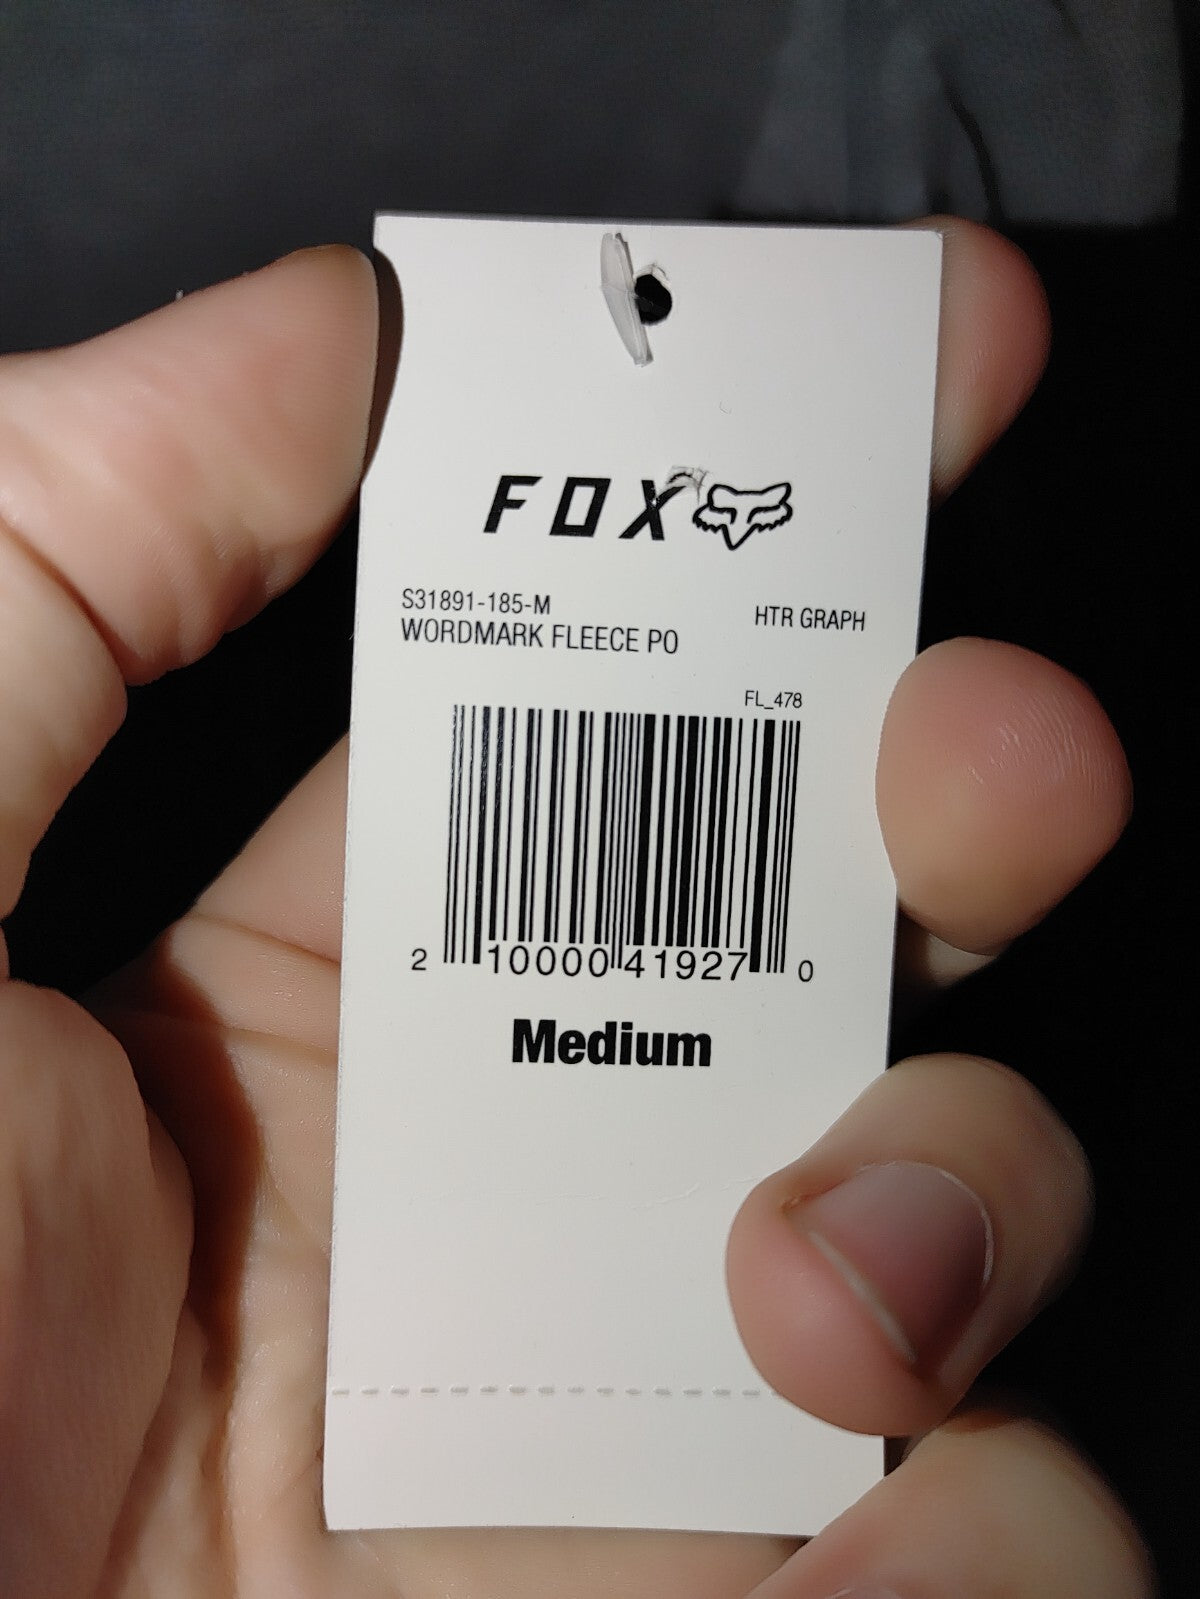 FOX
S31891-185-M
HTR GRAPH
WORDMARK FLEECE PO
FL_478
2 10000 41927 0
Medium